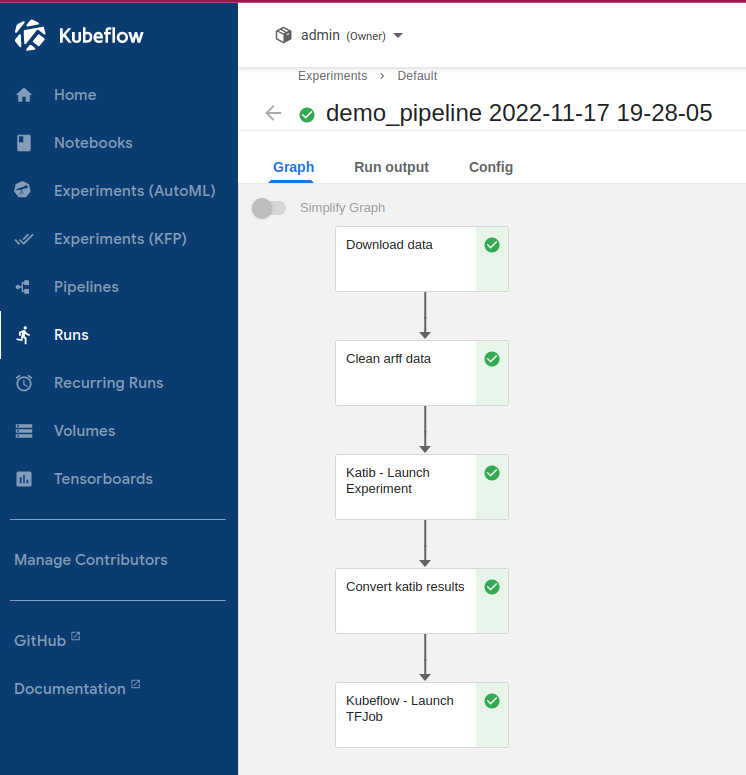 Kubeflow
Home
Notebooks
Experiments (AutoML)
Experiments (KFP)
Pipelines
Runs
Recurring Runs
Volumes
Tensorboards
Manage Contributors
GitHub
Documentation
admin (Owner)
Experiments > Default
demo_pipeline 2022-11-17 19-28-05
Graph Run output Config
Simplify Graph
Download data
Clean arff data
Katib - Launch
Experiment
Convert katib results
Kubeflow - Launch
TFJob